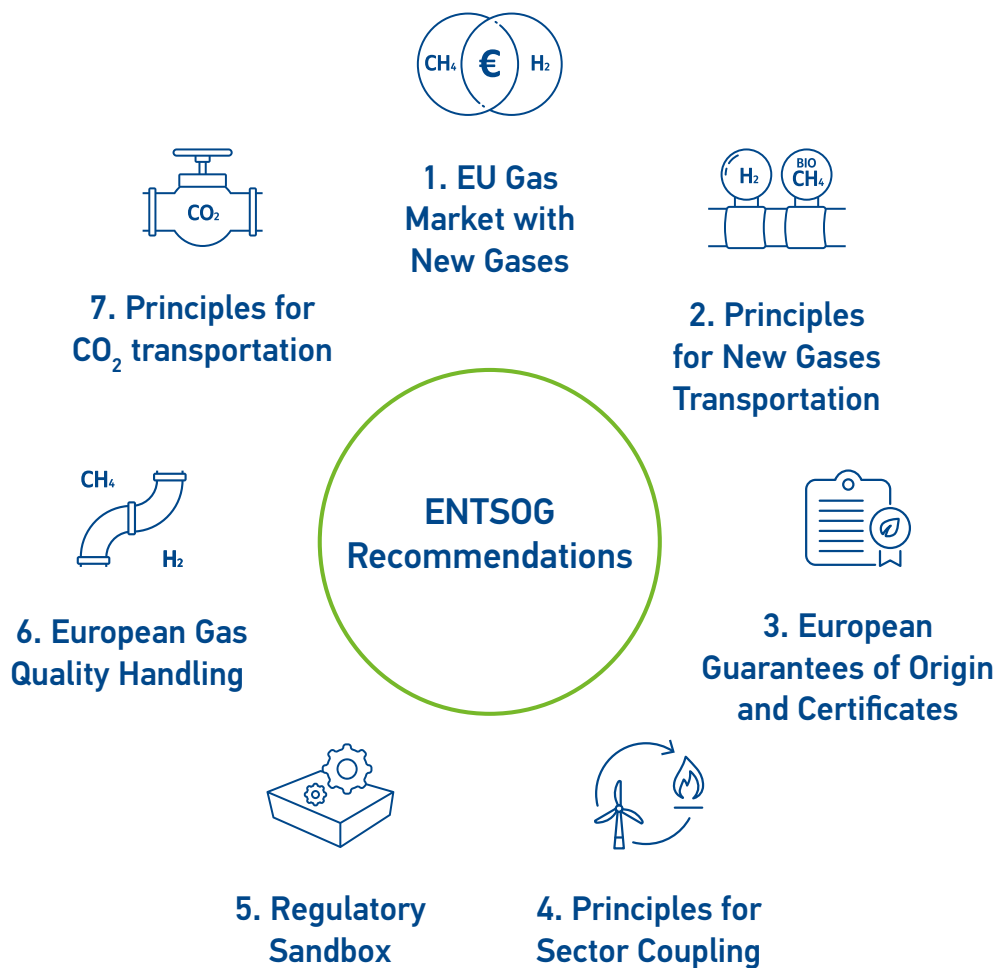 CH₄ € H₂
1. EU Gas
Market with
New Gases
H₂
BIO
CH₄
2. Principles
for New Gases
Transportation
3. European
Guarantees of Origin
and Certificates
4. Principles for
Sector Coupling
5. Regulatory
Sandbox
CH₄
H₂
6. European Gas
Quality Handling
CO₂
7. Principles for
CO₂ transportation
ENTSOG
Recommendations